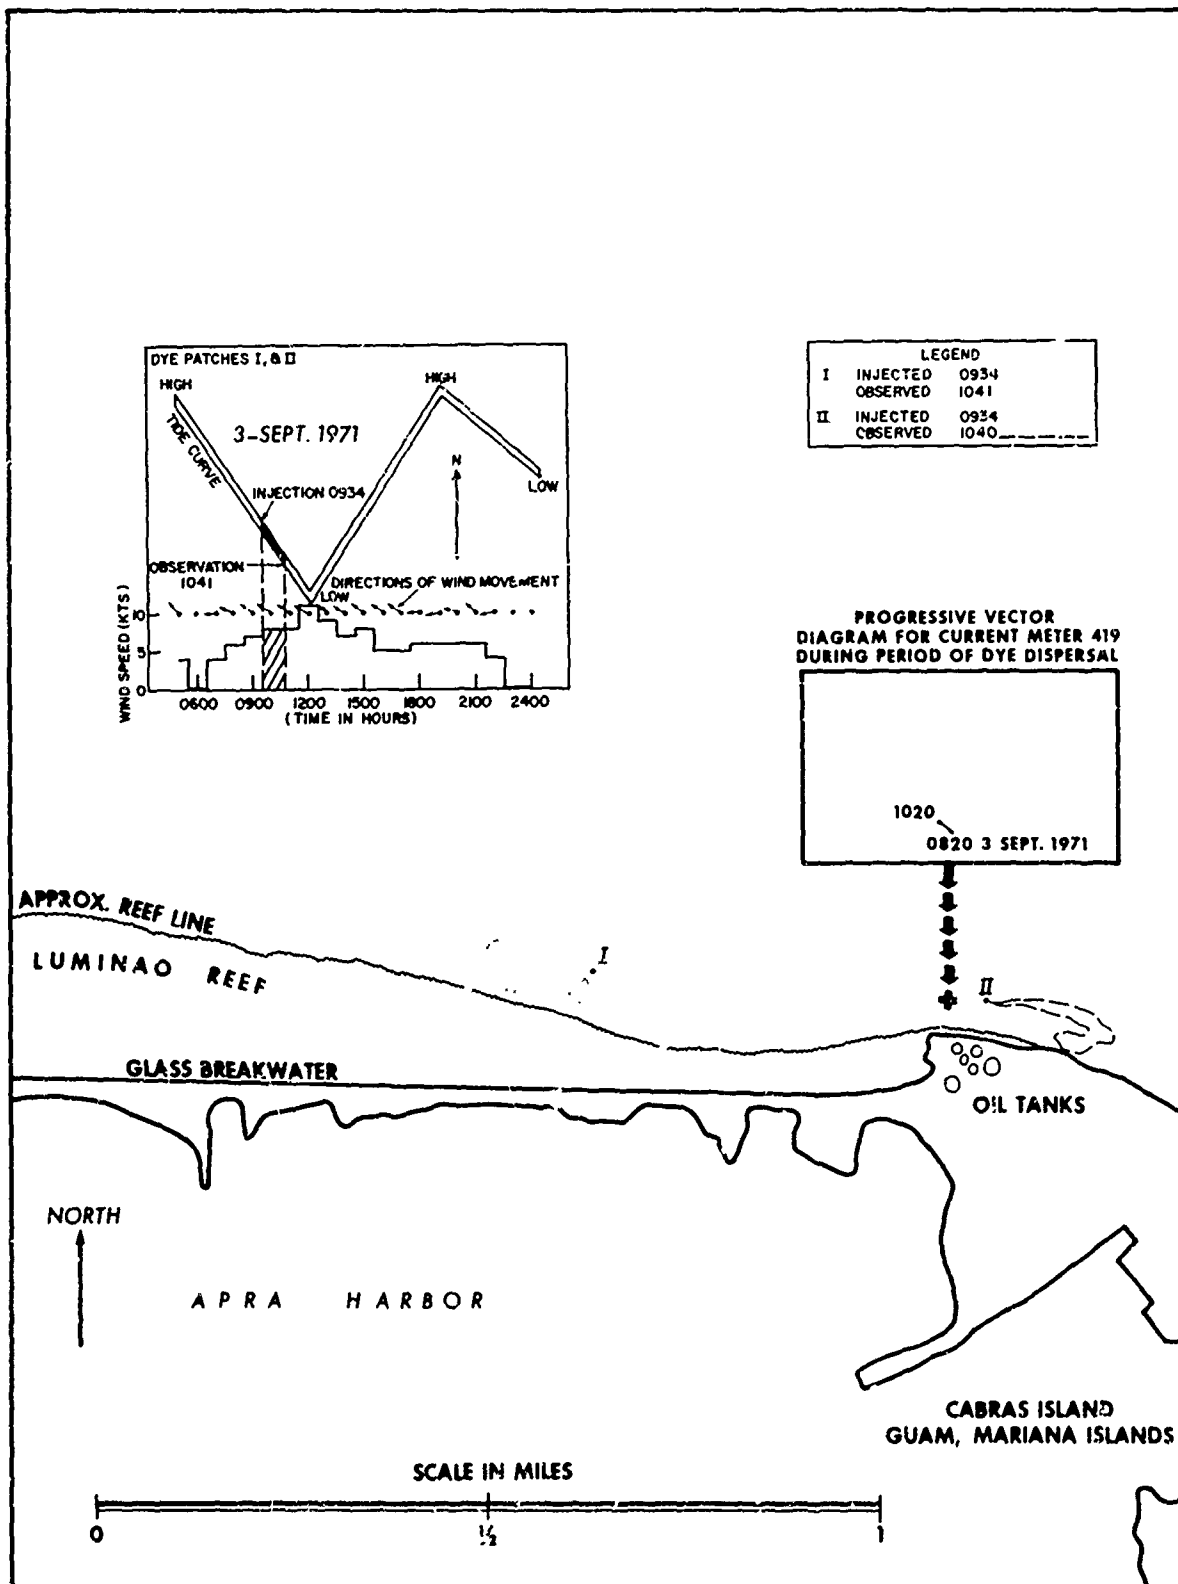 DYE PATCHES I, & II
HIGH
HIGH
TIDE CURVE
3-SEPT. 1971
N
INJECTION 0934
LOW
OBSERVATION
1041
DIRECTIONS OF WIND MOVEMENT
LOW
WIND SPEED (KTS)
10
5
0
0600 0900 1200 1500 1800 2100 2400
(TIME IN HOURS)
LEGEND
I INJECTED 0934
OBSERVED 1041
II INJECTED 0934
OBSERVED 1040
PROGRESSIVE VECTOR
DIAGRAM FOR CURRENT METER 419
DURING PERIOD OF DYE DISPERSAL
1020
0820 3 SEPT. 1971
APPROX. REEF LINE
LUMINAO REEF
I
II
GLASS BREAKWATER
OIL TANKS
NORTH
APRA HARBOR
CABRAS ISLAND
GUAM, MARIANA ISLANDS
SCALE IN MILES
0 1/2 1